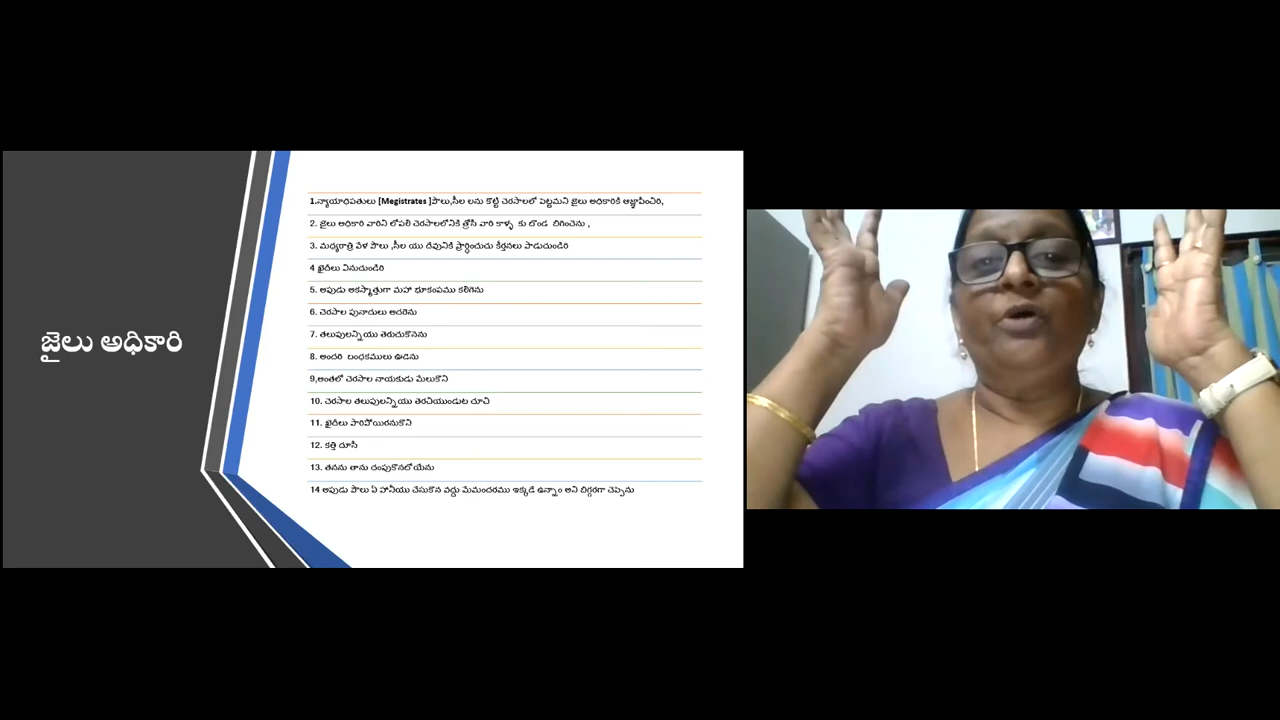 జైలు అధికారి
1.న్యాయాధిపతులు [Megistrates ]పౌలు,సీల లను కొట్టి చెరసాలలో పెట్టమని జైలు అధికారికి ఆజ్ఞాపించిరి,
2. జైలు అధికారి వారిని లోపలి చెరసాలలోనికి త్రోసి వారి కాళ్ళ కు బొండ బిగించెను ,
3. మధ్యరాత్రి వేళ పౌలు ,సీల యు దేవునికి ప్రార్థించుచు కీర్తనలు పాడుచుండిరి
4 ఖైదీలు వినుచుండిరి
5. అపుడు అకస్మాత్తుగా మహా భూకంపము కలిగెను
6. చెరసాల పునాదులు అదరెను
7. తలుపులన్నియు తెరుచుకొనెను
8. అందరి బంధకములు ఊడెను
9,అంతలో చెరసాల నాయకుడు మేలుకొని
10. చెరసాల తలుపులన్నియు తెరచియుండుట చూచి
11. ఖైదీలు పారిపోయిరనుకొని
12. కత్తి దూసి
13. తనను తాను చంపుకొనబోయెను
14 అపుడు పౌలు ఏ హానీయు చేసుకొన వద్దు మేమందరము ఇక్కడే ఉన్నాం అని బిగ్గరగా చెప్పెను